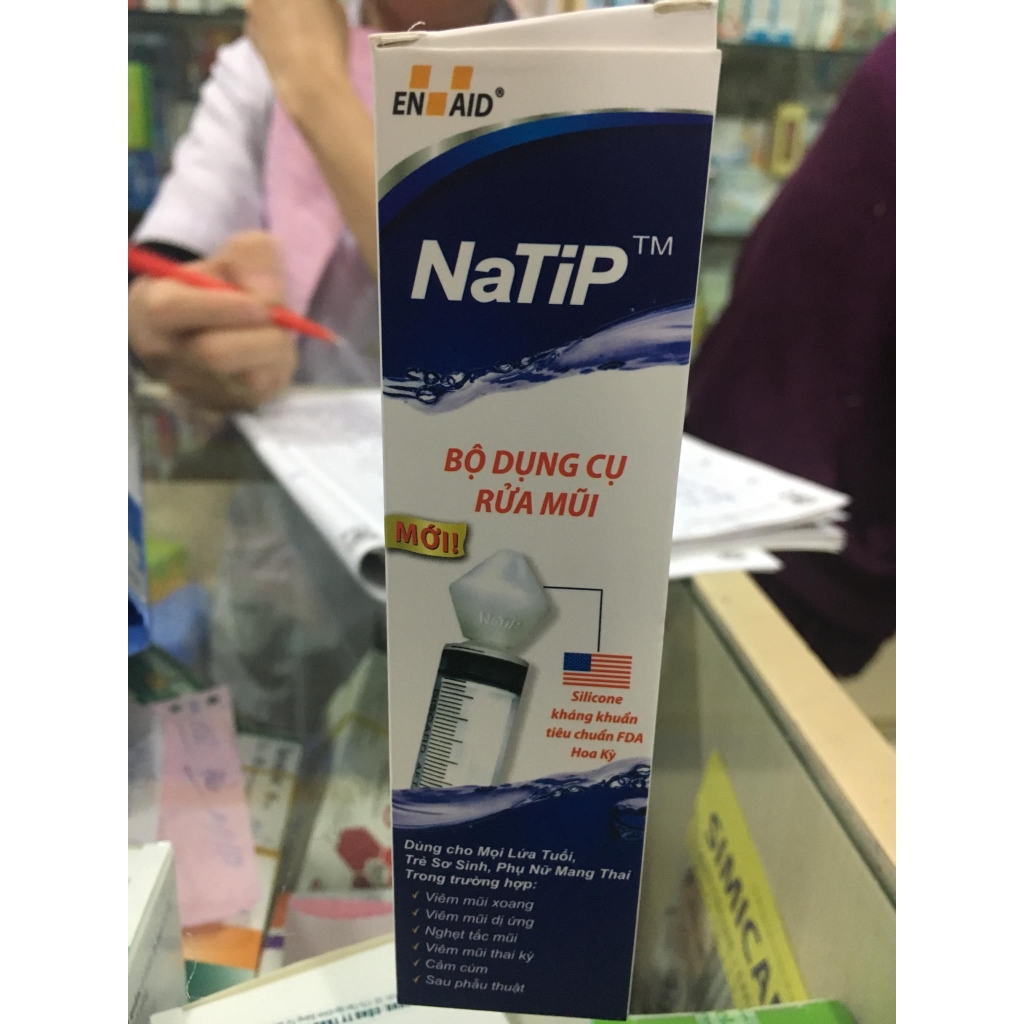 EN AID®
NaTiP™
BỘ DỤNG CỤ
RỬA MŨI
MỚI!
NaTiP
Silicone
kháng khuẩn
tiêu chuẩn FDA
Hoa Kỳ
Dùng cho Mọi Lứa Tuổi,
Trẻ Sơ Sinh, Phụ Nữ Mang Thai
Trong trường hợp:
✓ Viêm mũi xoang
✓ Viêm mũi dị ứng
✓ Nghẹt tắc mũi
✓ Viêm mũi thai kỳ
✓ Cảm cúm
✓ Sau phẫu thuật
SIMICA